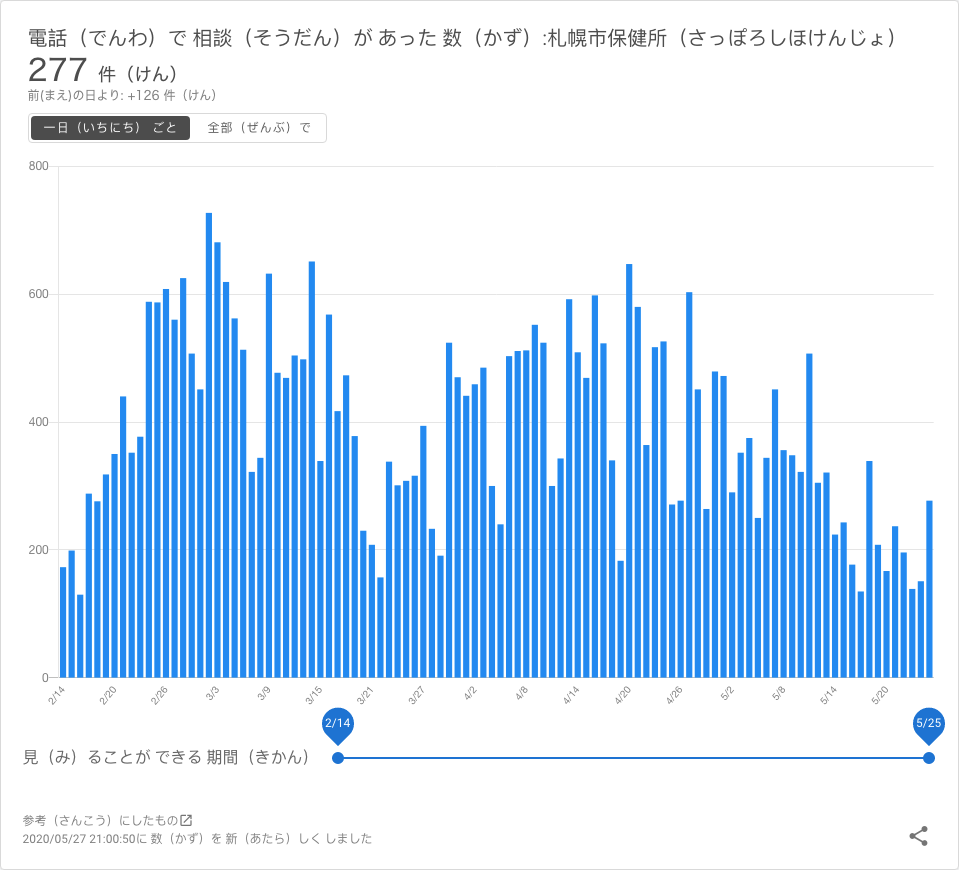 電話（でんわ）で 相談（そうだん）が あった 数（かず）:札幌市保健所（さっぽろしほけんじょ）
277 件（けん）
前(まえ)の日より: +126 件（けん）
一日（いちにち） ごと 全部（ぜんぶ）で
800
600
400
200
0
2/14 2/20 2/26 3/3 3/9 3/15 3/21 3/27 4/2 4/8 4/14 4/20 4/26 5/2 5/8 5/14 5/20
2/14 5/25
見（み）ることが できる 期間（きかん）
参考（さんこう）にしたもの
2020/05/27 21:00:50に 数（かず）を 新（あたら）しく しました